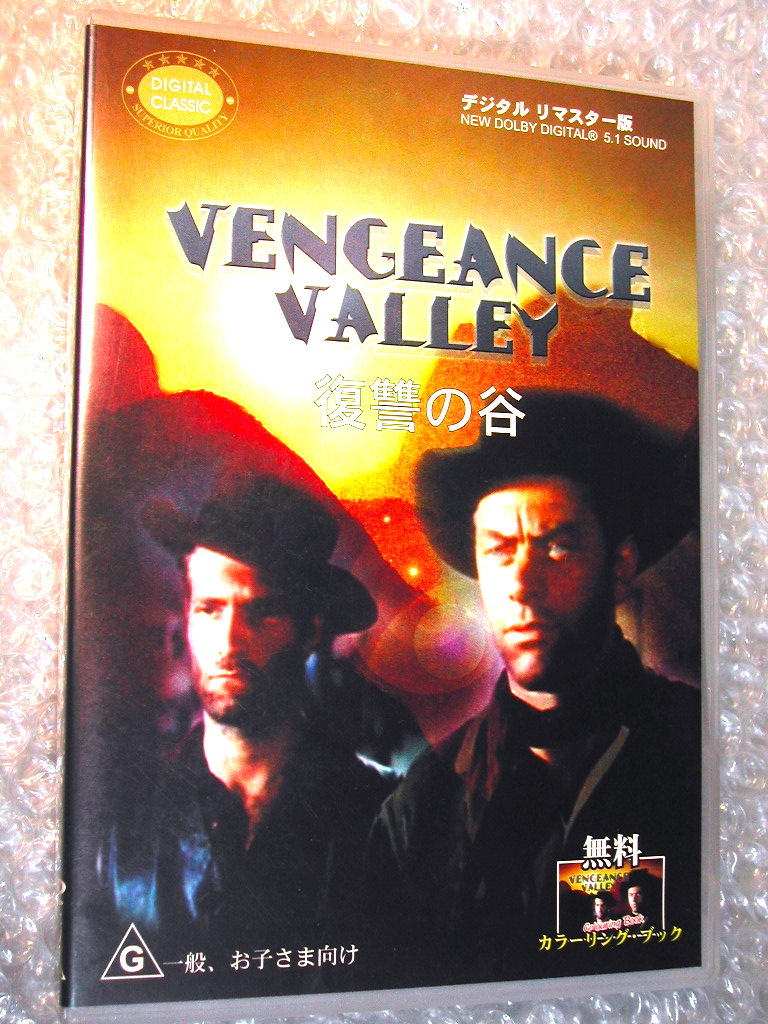 DIGITAL
CLASSIC
SUPERIOR QUALITY
デジタル リマスター版
NEW DOLBY DIGITAL® 5.1 SOUND
VENGEANCE
VALLEY
復讐の谷
無料
VENGEANCE
VALLEY
Colouring Book
カラーリング・ブック
G 一般、お子さま向け